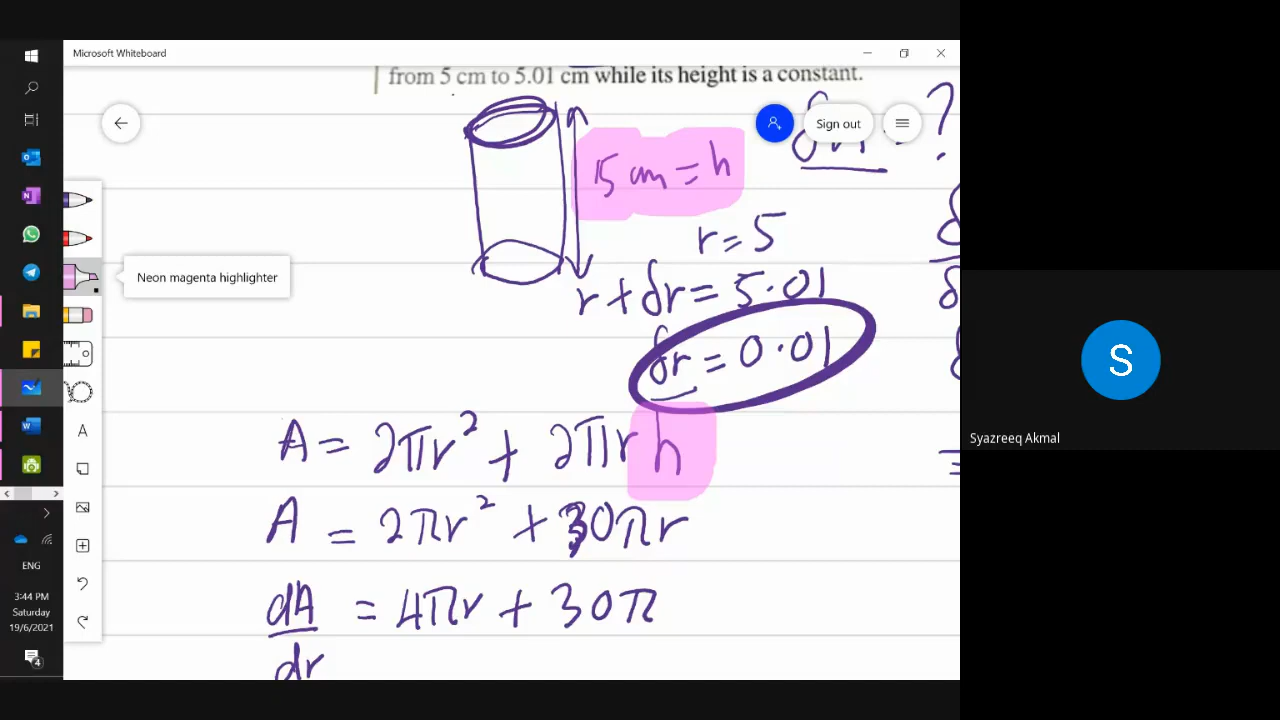 Microsoft Whiteboard
from 5 cm to 5.01 cm while its height is a constant.
Sign out
?
15 cm = h
r = 5
Neon magenta highlighter
r + δr = 5.01
δr = 0.01
A = 2πr² + 2πrh
A = 2πr² + 30πr
dA/dr = 4πr + 30π
S
Syazreeq Akmal
A
ENG
3:44 PM
Saturday
19/6/2021
4